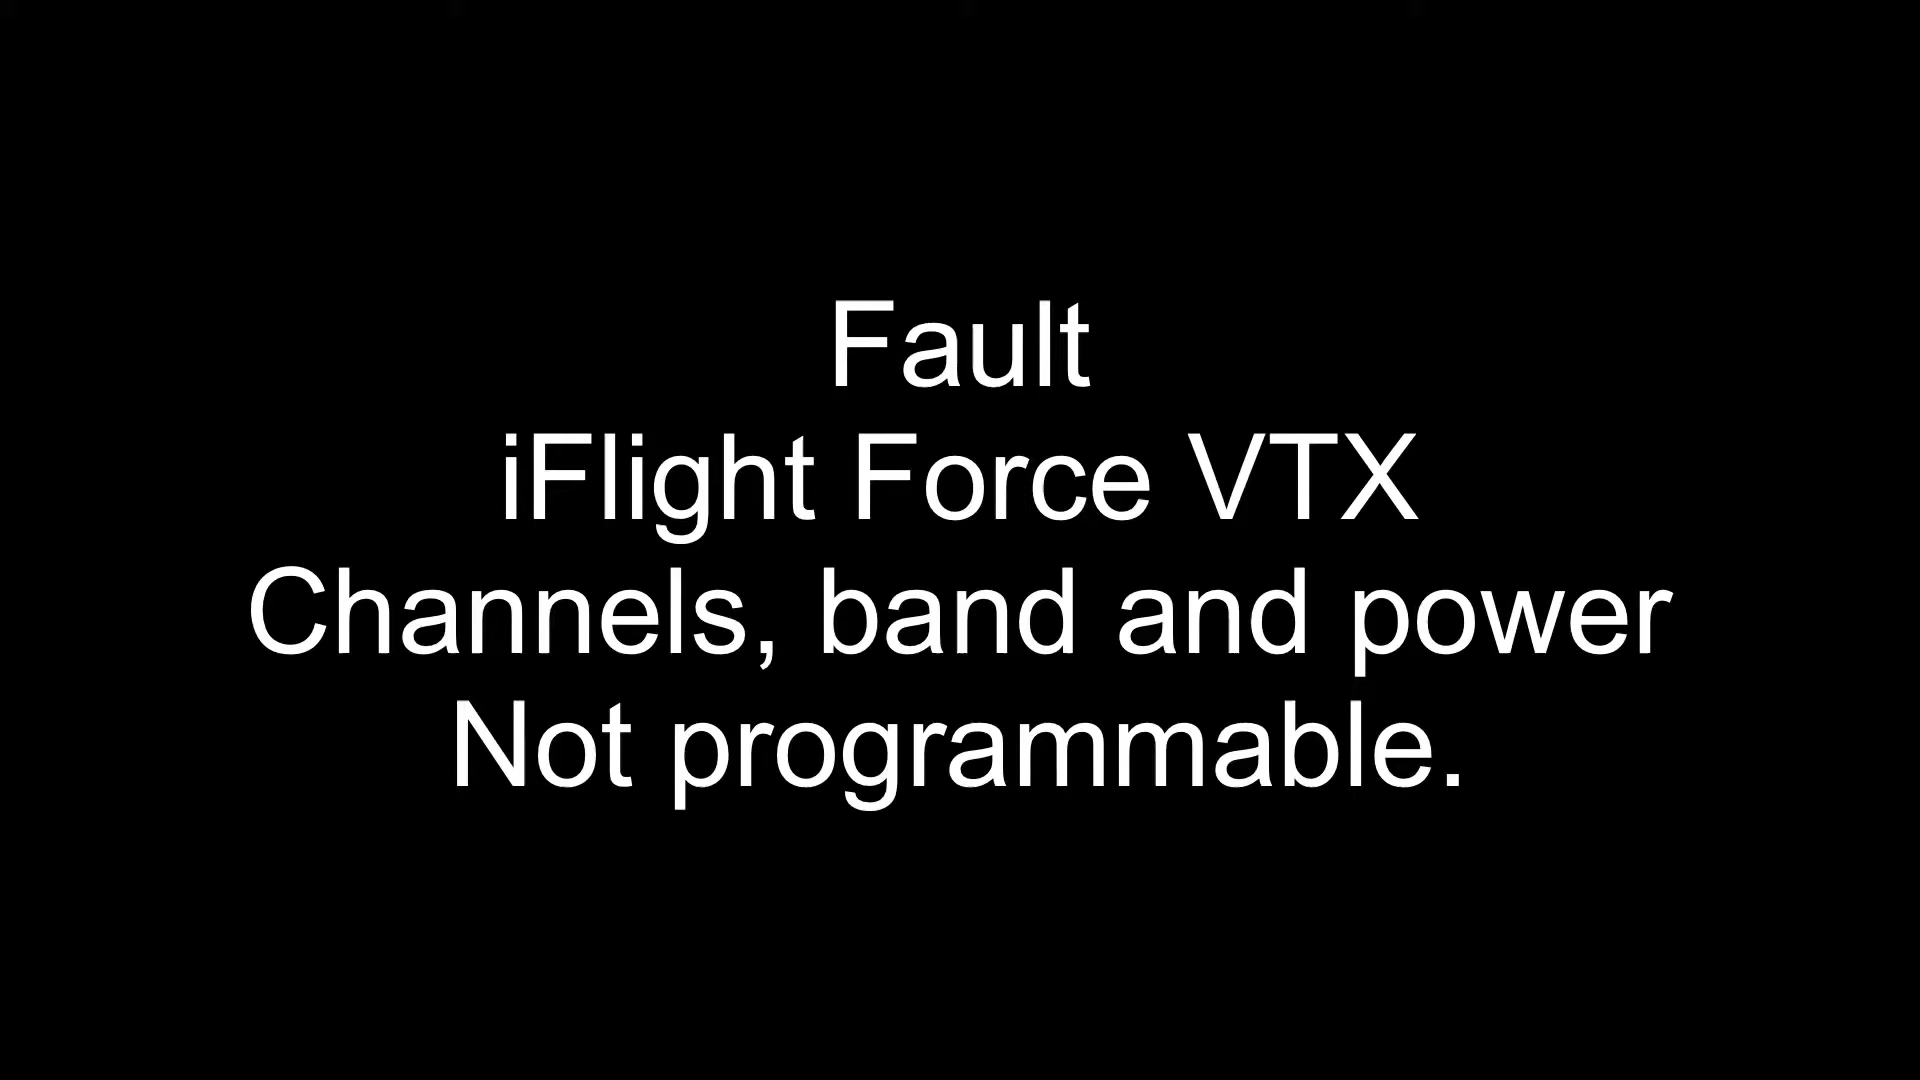 Fault
iFlight Force VTX
Channels, band and power
Not programmable.